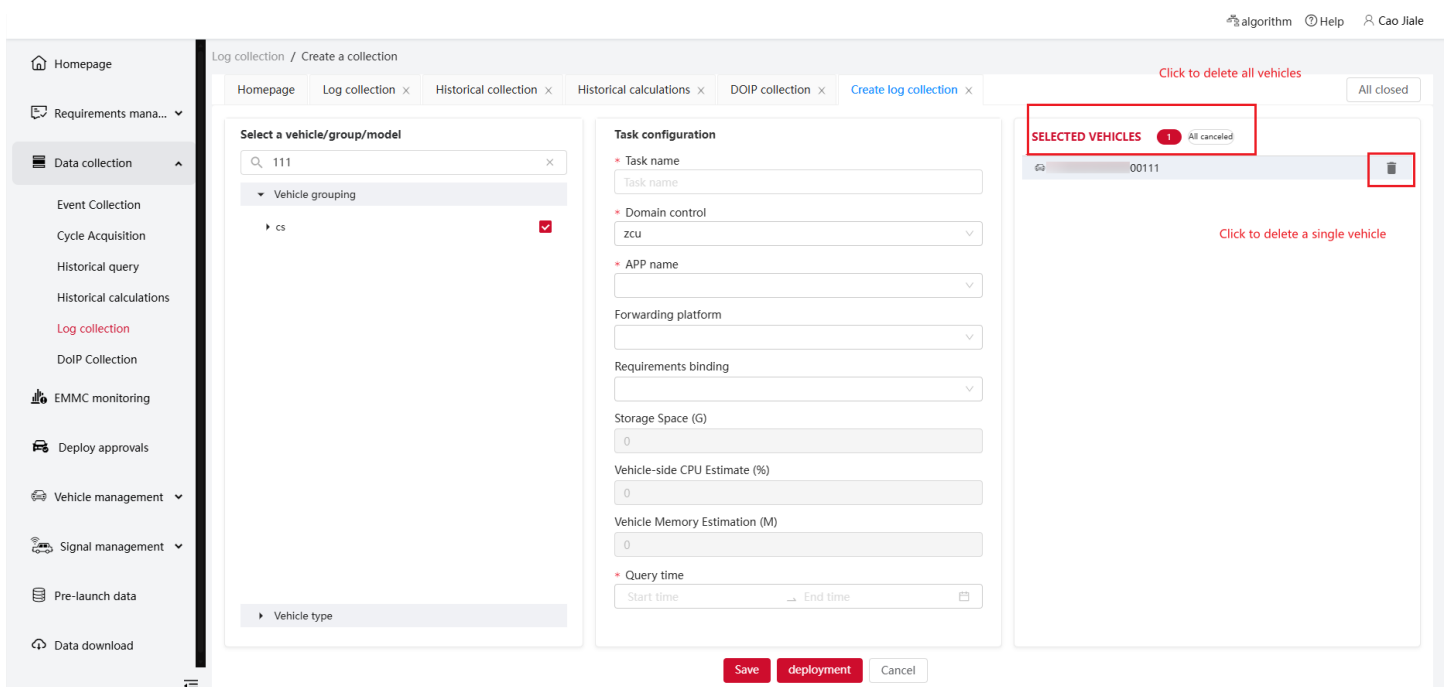 algorithm Help Cao Jiale
Homepage
Requirements mana...
Data collection
Event Collection
Cycle Acquisition
Historical query
Historical calculations
Log collection
DoIP Collection
EMMC monitoring
Deploy approvals
Vehicle management
Signal management
Pre-launch data
Data download
Log collection / Create a collection
Homepage Log collection × Historical collection × Historical calculations × DOIP collection × Create log collection × All closed
Click to delete all vehicles
Select a vehicle/group/model
111 ×
Vehicle grouping
cs
Vehicle type
Task configuration
* Task name
Task name
* Domain control
zcu
* APP name
Forwarding platform
Requirements binding
Storage Space (G)
0
Vehicle-side CPU Estimate (%)
0
Vehicle Memory Estimation (M)
0
* Query time
Start time → End time
SELECTED VEHICLES 1 All canceled
00111
Click to delete a single vehicle
Save deployment Cancel